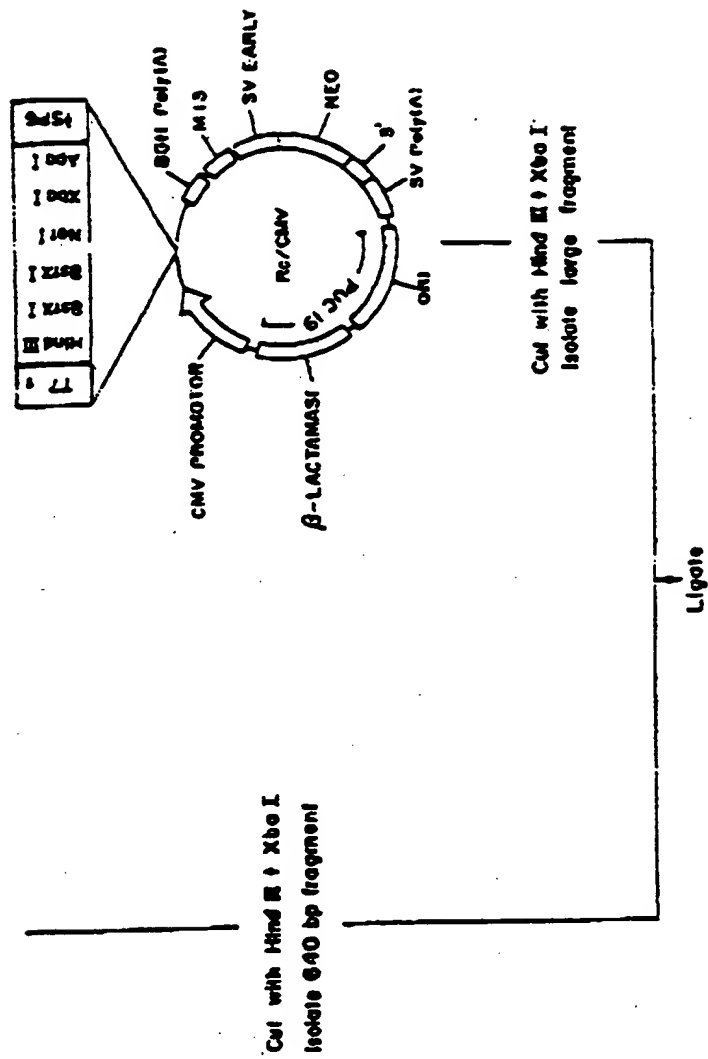 T7
Hind III
BstX I
BstX I
Not I
Xba I
Apa I
SP6
BGH Poly(A)
M13
SV EARLY
NEO
SV Poly(A)
ORI
PUC 19
β-LACTAMASI
CMV PROMOTOR
Rc/CMV
Cut with Hind III + Xba I
Isolate large fragment
Cut with Hind III + Xba I
Isolate 640 bp fragment
Ligate